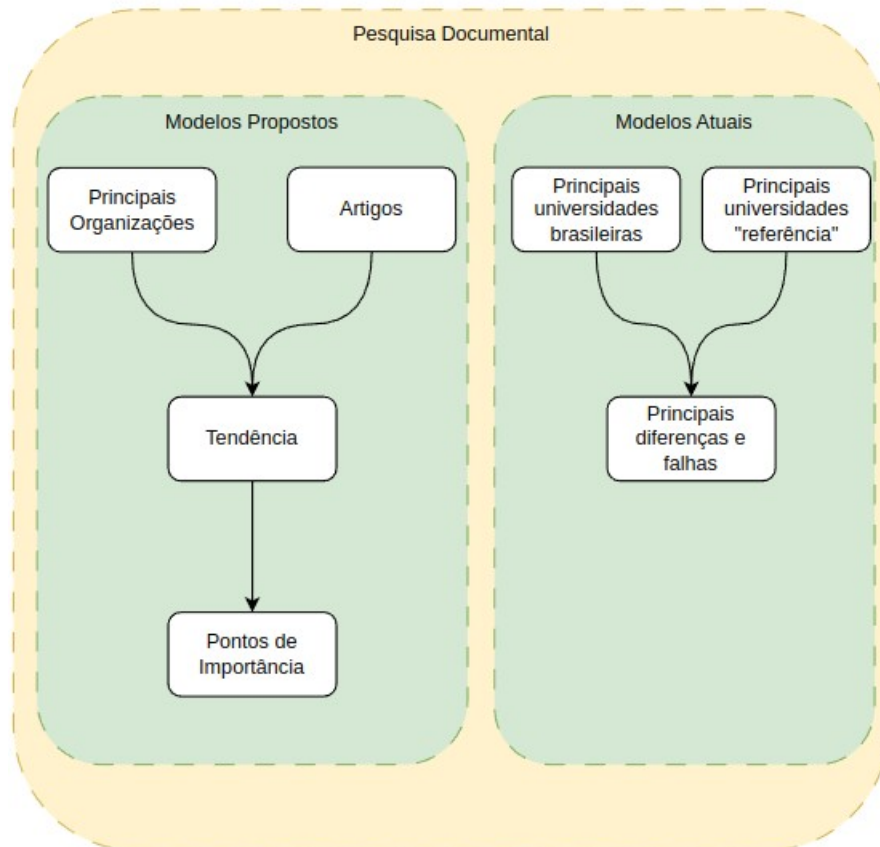 Pesquisa Documental
Modelos Propostos
Principais
Organizações
Artigos
Tendência
Pontos de
Importância
Modelos Atuais
Principais
universidades
brasileiras
Principais
universidades
"referência"
Principais
diferenças e
falhas